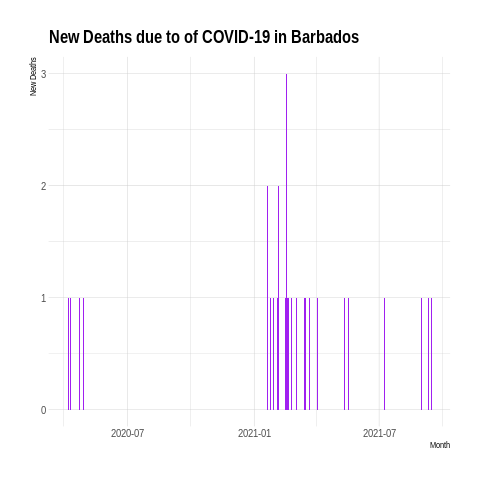 New Deaths due to of COVID-19 in Barbados
New Deaths
3
2
1
0
2020-07
2021-01
2021-07
Month